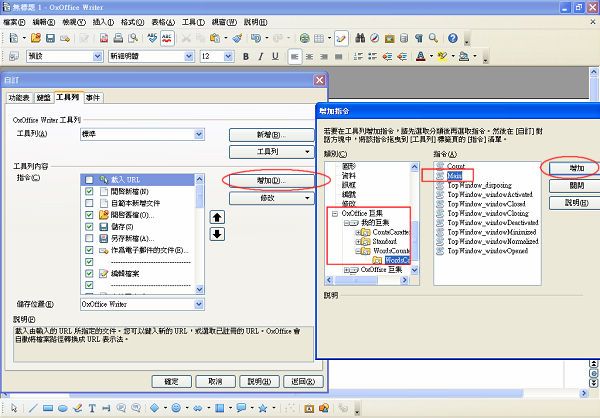 無標題 1 - OxOffice Writer
檔案(F) 編輯(E) 檢視(V) 插入(I) 格式(O) 表格(A) 工具(T) 視窗(W) 說明(H)
預設 新細明體 12 B I U
自訂
功能表 鍵盤 工具列 事件
OxOffice Writer 工具列
工具列(A) 標準 新增(B)...
工具列
工具列內容
指令(C) 載入 URL 增加(D)...
開啟新檔(N) 修改
自範本新增文件
開啟舊檔(O)...
儲存(S)
另存新檔(A)...
作為電子郵件的文件(E)...
編輯檔案
儲存位置(E) OxOffice Writer
說明(F)
載入由輸入的 URL 所指定的文件。您可以鍵入新的 URL，或選取已註冊的 URL。OxOffice 會
自動將檔案路徑轉換成 URL 表示法。
確定 取消 說明(H) 返回(R)
增加指令
若要在工具列增加指令，請先選取分類後再選取指令。然後在 [自訂] 對
話方塊中，將該指令拖曳到 [工具列] 標籤頁的 [指令] 清單。
類別(C) 指令(A)
圖形
資料
訊框
編號
修改
OxOffice 巨集
我的巨集
ContaCaratte
Standard
WordsCounte
WordsCo
OxOffice 巨集
Count
Main
TopWindow_disposing
TopWindow_windowActivated
TopWindow_windowClosed
TopWindow_windowClosing
TopWindow_windowDeactivated
TopWindow_windowMinimized
TopWindow_windowNormalized
TopWindow_windowOpened
增加
關閉
說明(H)
說明